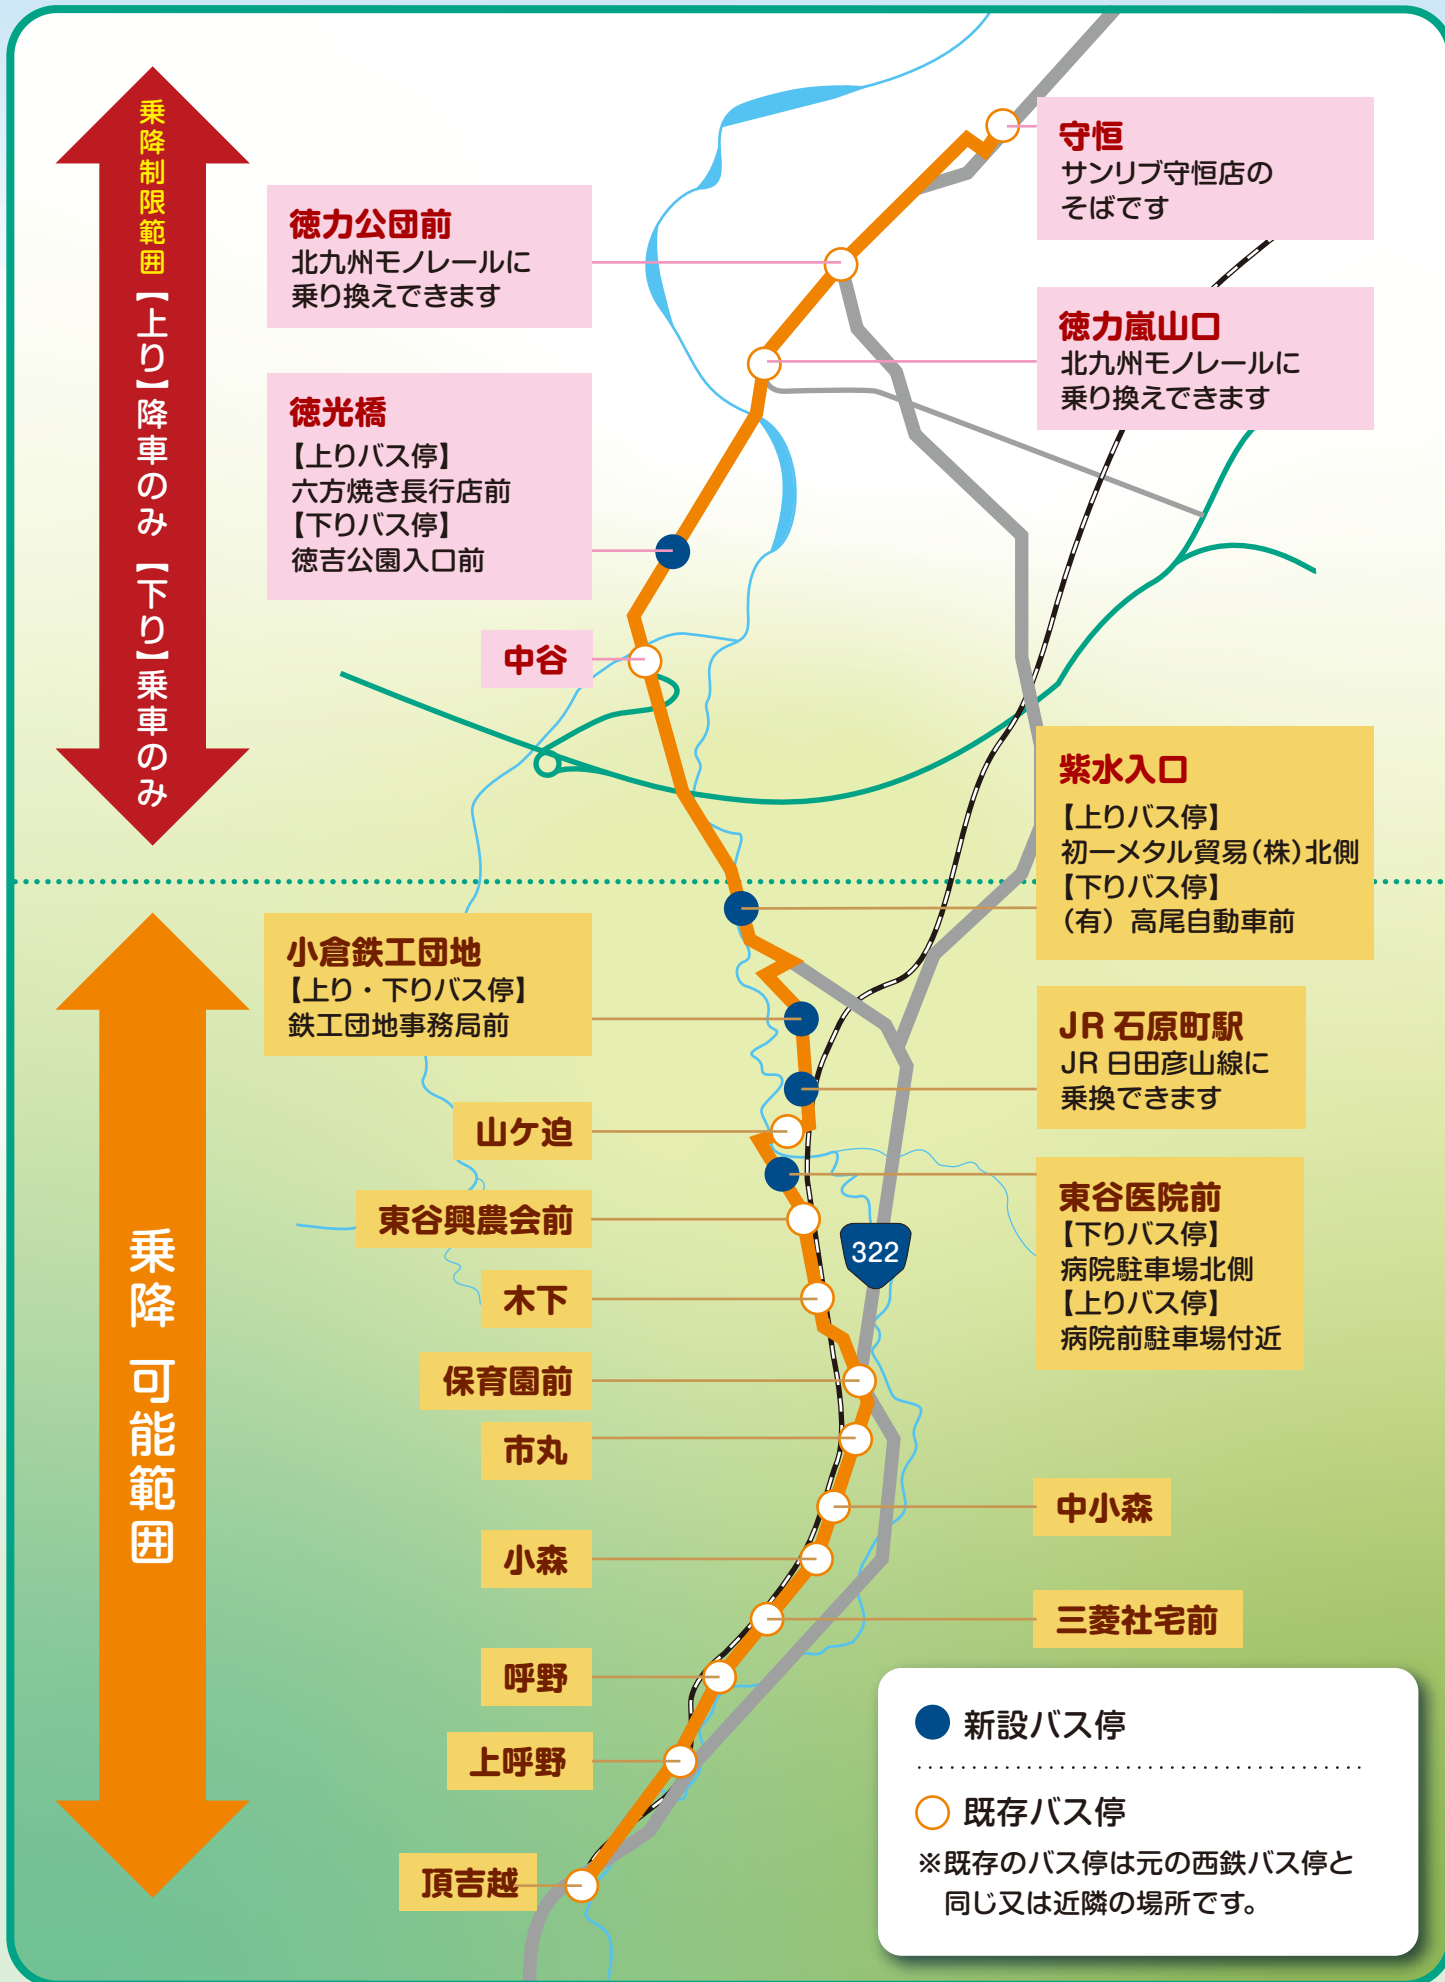 乗降制限範囲【上り】降車のみ【下り】乗車のみ
守恒
サンリブ守恒店の
そばです
徳力公団前
北九州モノレールに
乗り換えできます
徳力嵐山口
北九州モノレールに
乗り換えできます
徳光橋
【上りバス停】
六方焼き長行店前
【下りバス停】
徳吉公園入口前
中谷
紫水入口
【上りバス停】
初一メタル貿易(株)北側
【下りバス停】
(有)高尾自動車前
乗降 可能範囲
小倉鉄工団地
【上り・下りバス停】
鉄工団地事務局前
JR 石原町駅
JR 日田彦山線に
乗換できます
山ケ迫
東谷医院前
【下りバス停】
病院駐車場北側
【上りバス停】
病院前駐車場付近
東谷興農会前
322
木下
保育園前
市丸
中小森
小森
三菱社宅前
呼野
上呼野
頂吉越
新設バス停
既存バス停
※既存のバス停は元の西鉄バス停と
同じ又は近隣の場所です。